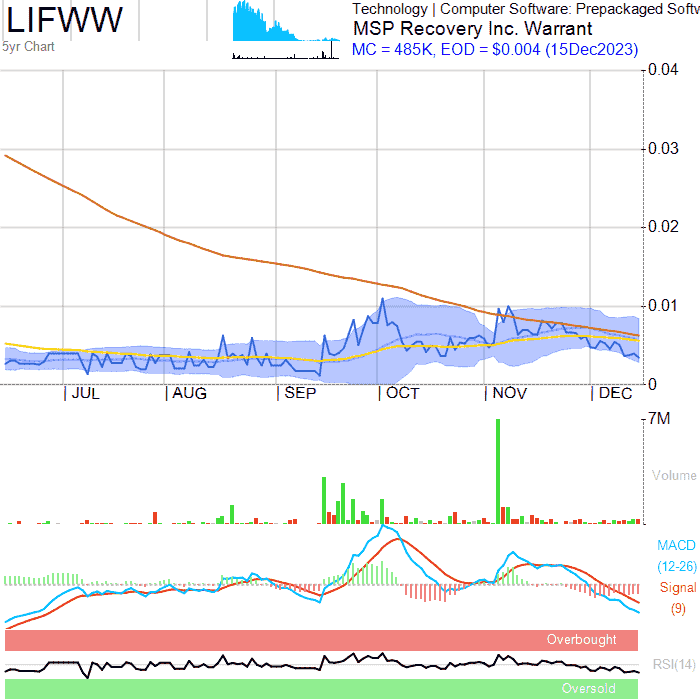 LIFWW
5yr Chart
Technology | Computer Software: Prepackaged Softw
MSP Recovery Inc. Warrant
MC = 485K, EOD = $0.004 (15Dec2023)
0.04
0.03
0.02
0.01
0
JUL AUG SEP OCT NOV DEC
7M
Volume
MACD
(12-26)
Signal
(9)
Overbought
RSI(14)
Oversold